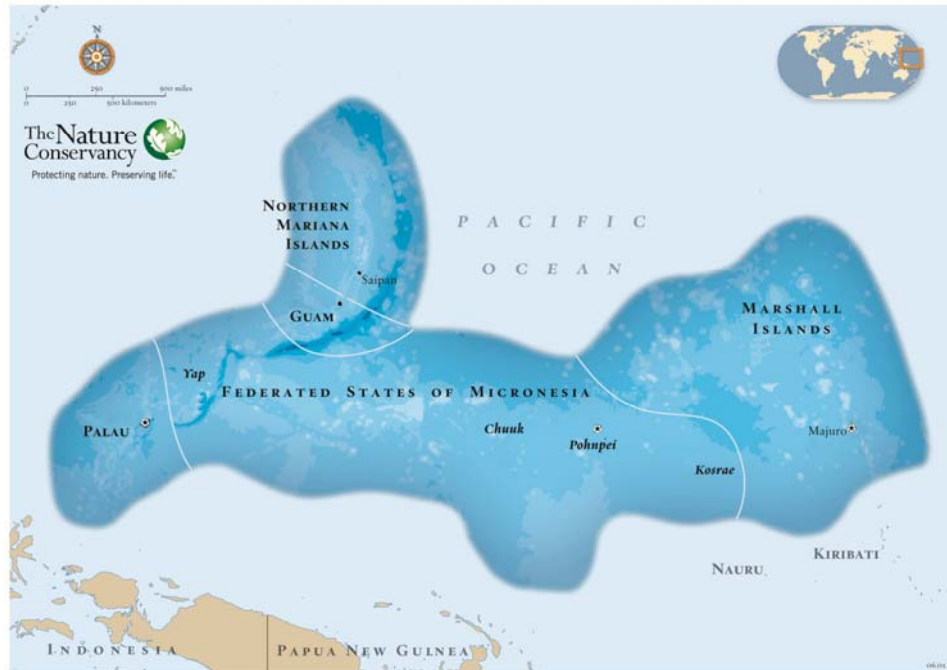 N
0 250 500 miles
0 250 500 kilometers
The Nature
Conservancy
Protecting nature. Preserving life.™
NORTHERN
MARIANA
ISLANDS
PACIFIC
OCEAN
Saipan
GUAM
MARSHALL
ISLANDS
Yap
FEDERATED STATES OF MICRONESIA
PALAU
Chuuk
Pohnpei
Majuro
Kosrae
KIRIBATI
NAURU
INDONESIA
PAPUA NEW GUINEA